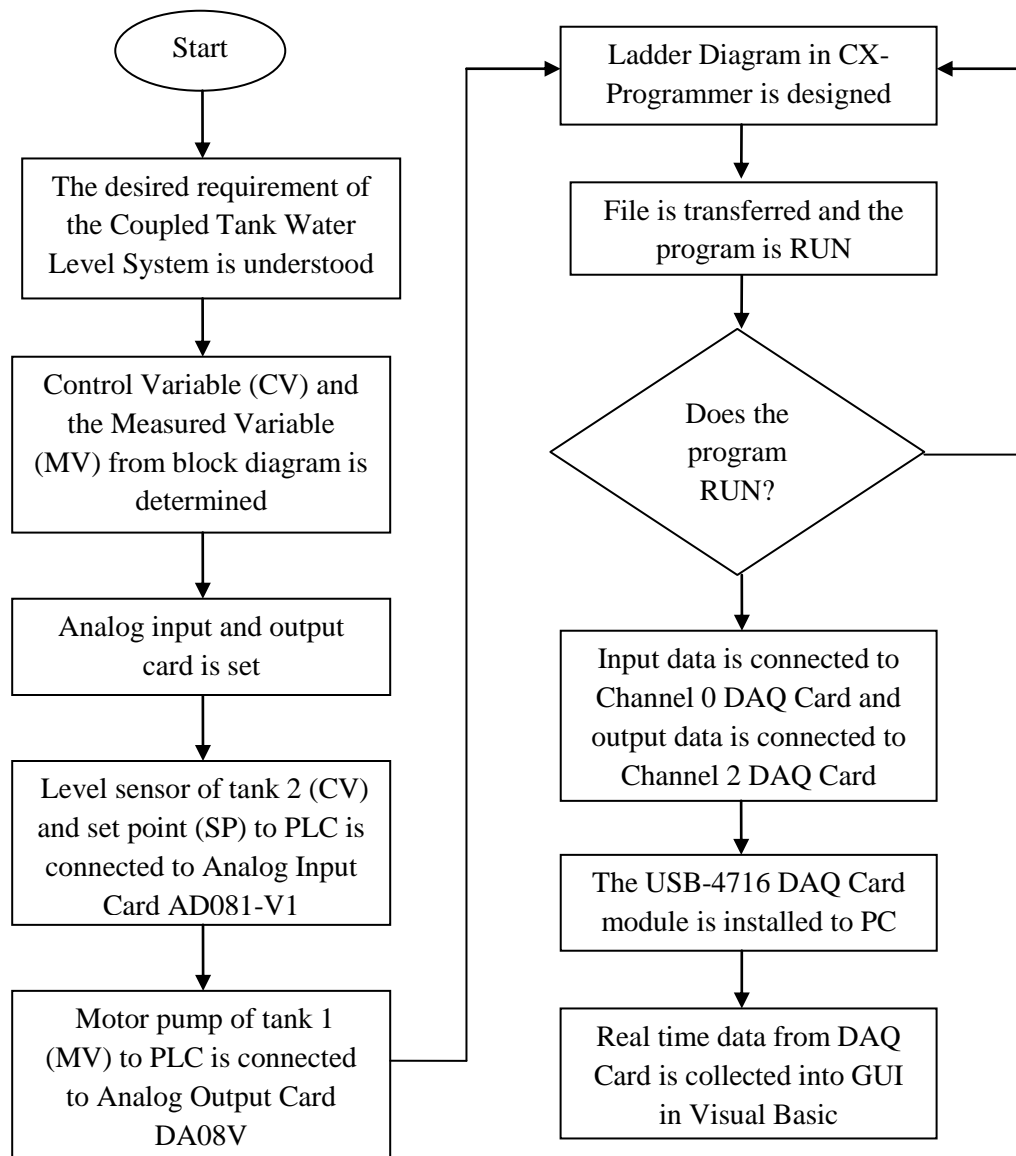 Start
The desired requirement of
the Coupled Tank Water
Level System is understood
Control Variable (CV) and
the Measured Variable
(MV) from block diagram is
determined
Analog input and output
card is set
Level sensor of tank 2 (CV)
and set point (SP) to PLC is
connected to Analog Input
Card AD081-V1
Motor pump of tank 1
(MV) to PLC is connected
to Analog Output Card
DA08V
Ladder Diagram in CX-
Programmer is designed
File is transferred and the
program is RUN
Does the
program
RUN?
Input data is connected to
Channel 0 DAQ Card and
output data is connected to
Channel 2 DAQ Card
The USB-4716 DAQ Card
module is installed to PC
Real time data from DAQ
Card is collected into GUI
in Visual Basic